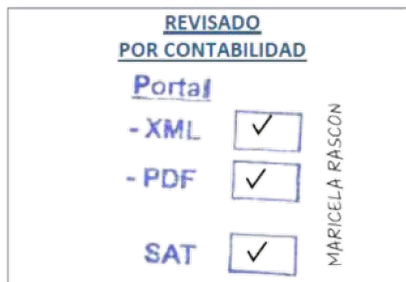 REVISADO
POR CONTABILIDAD
Portal
- XML ✓
- PDF ✓
SAT ✓
MARICELA RASCON